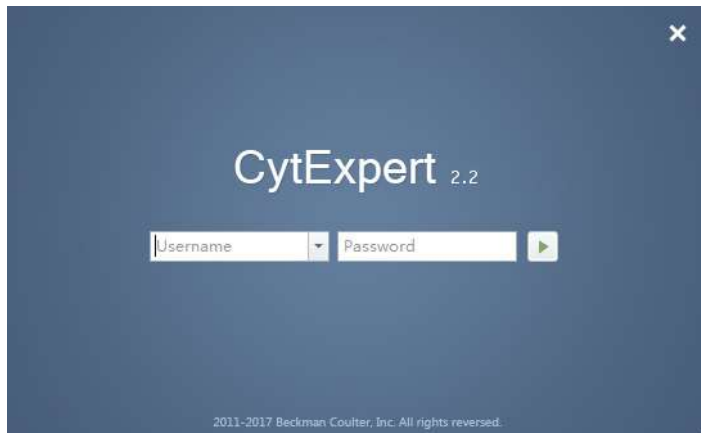 CytExpert 2.2
Username Password
2011-2017 Beckman Coulter, Inc. All rights reversed.